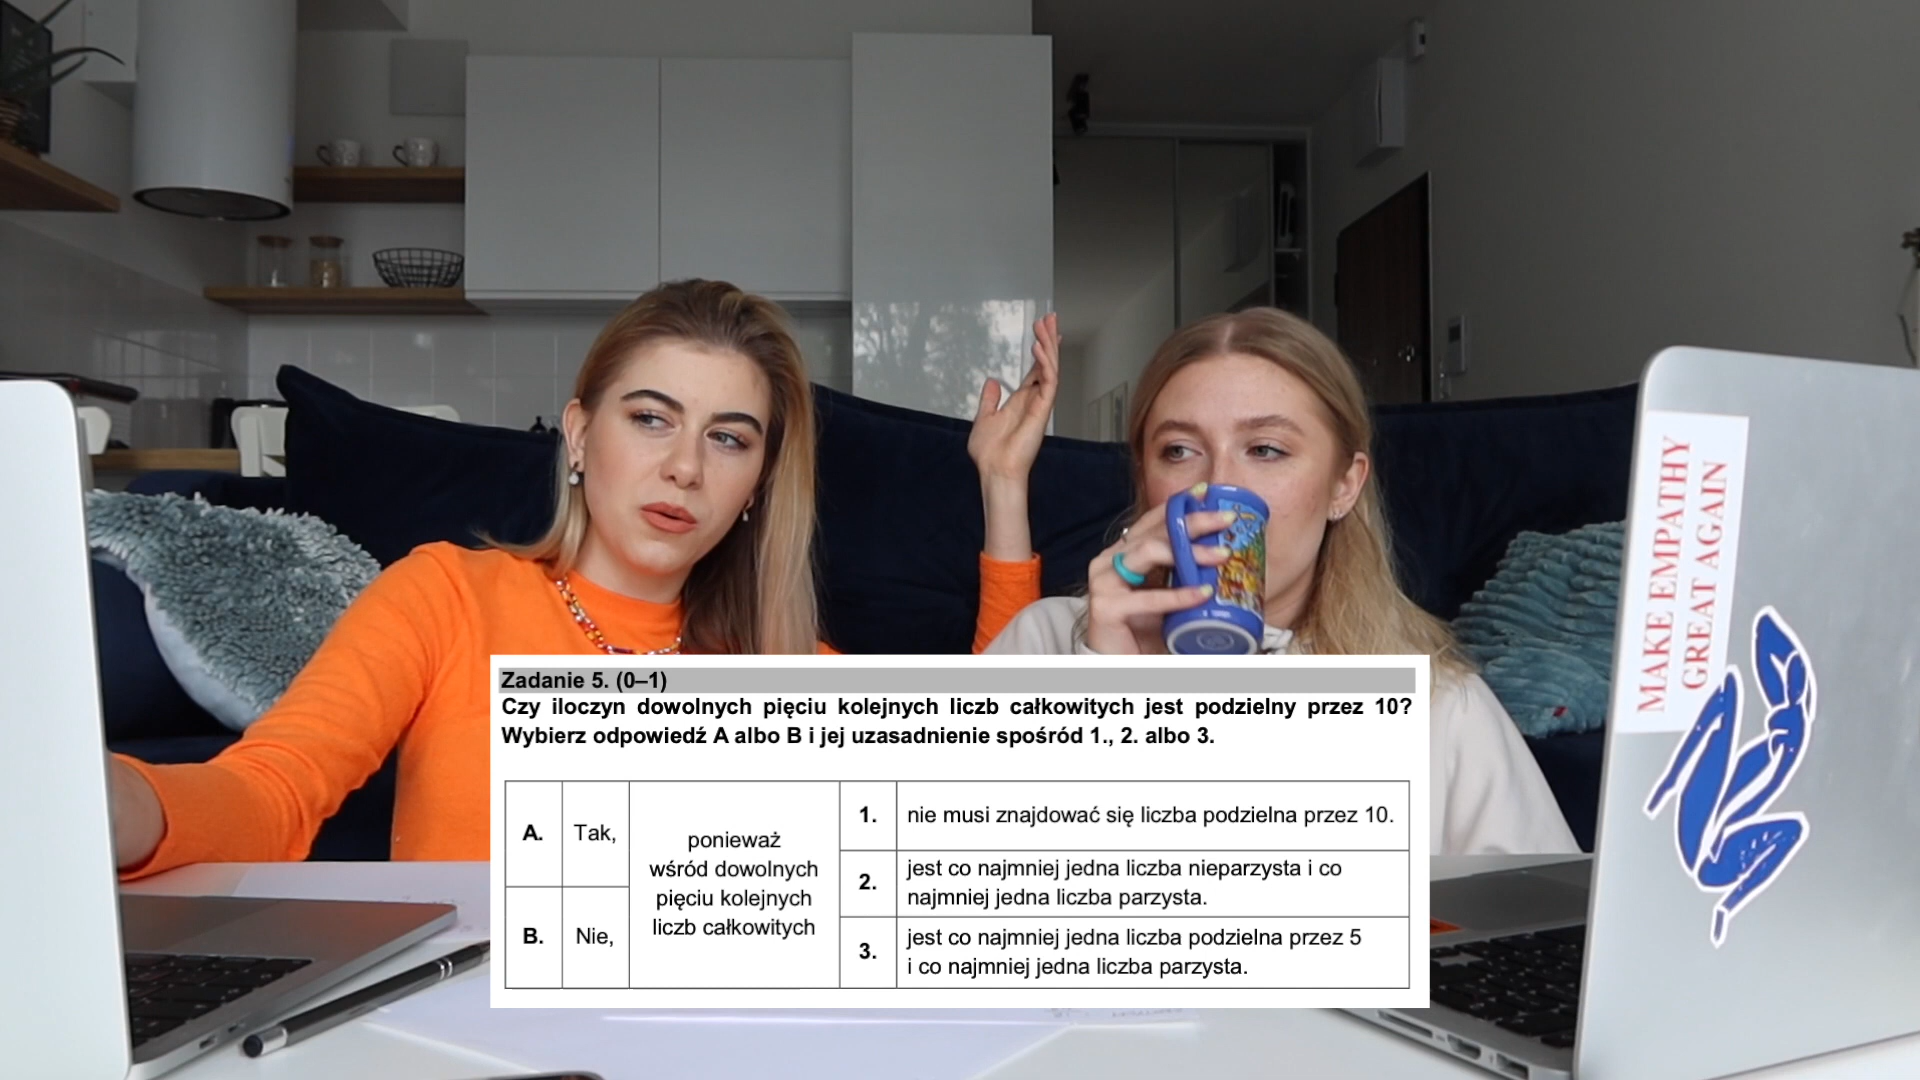 MAKE EMPATHY
GREAT AGAIN
Zadanie 5. (0–1)
Czy iloczyn dowolnych pięciu kolejnych liczb całkowitych jest podzielny przez 10?
Wybierz odpowiedź A albo B i jej uzasadnienie spośród 1., 2. albo 3.
A. Tak,
B. Nie,
ponieważ
wśród dowolnych
pięciu kolejnych
liczb całkowitych
1. nie musi znajdować się liczba podzielna przez 10.
2. jest co najmniej jedna liczba nieparzysta i co
najmniej jedna liczba parzysta.
3. jest co najmniej jedna liczba podzielna przez 5
i co najmniej jedna liczba parzysta.